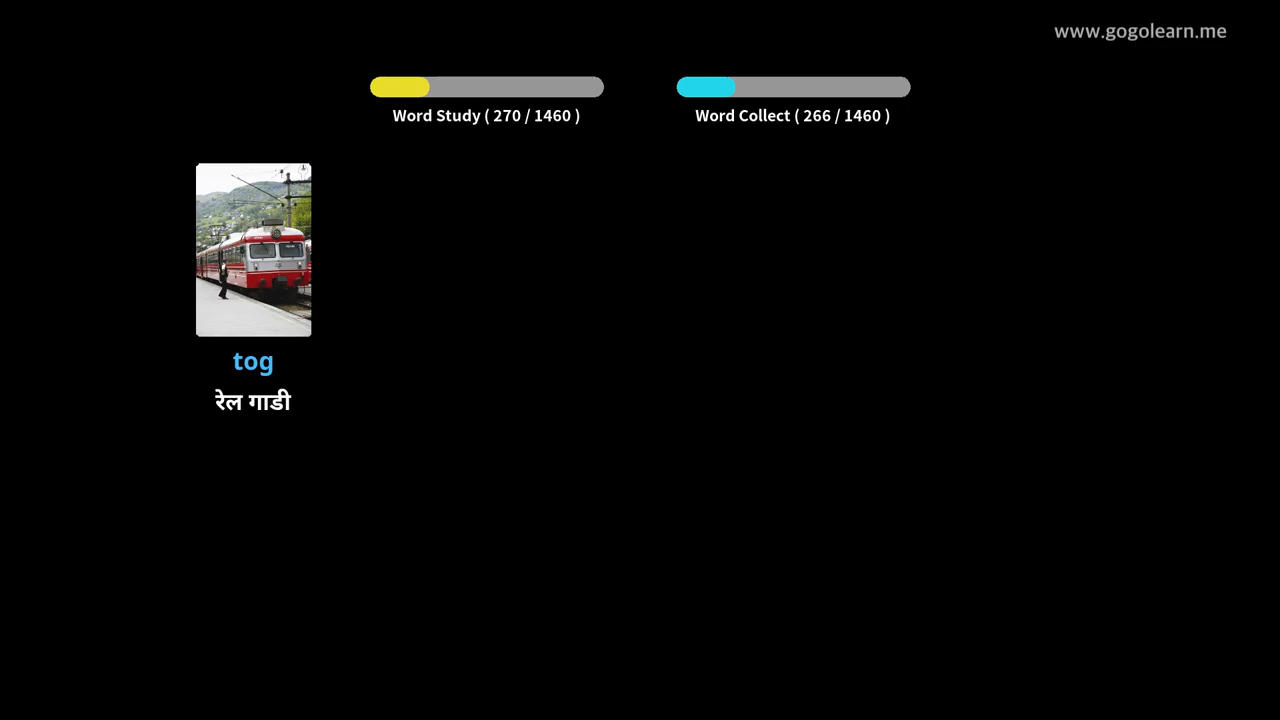 www.gogolearn.me
Word Study ( 270 / 1460 )
Word Collect ( 266 / 1460 )
tog
रेल गाडी